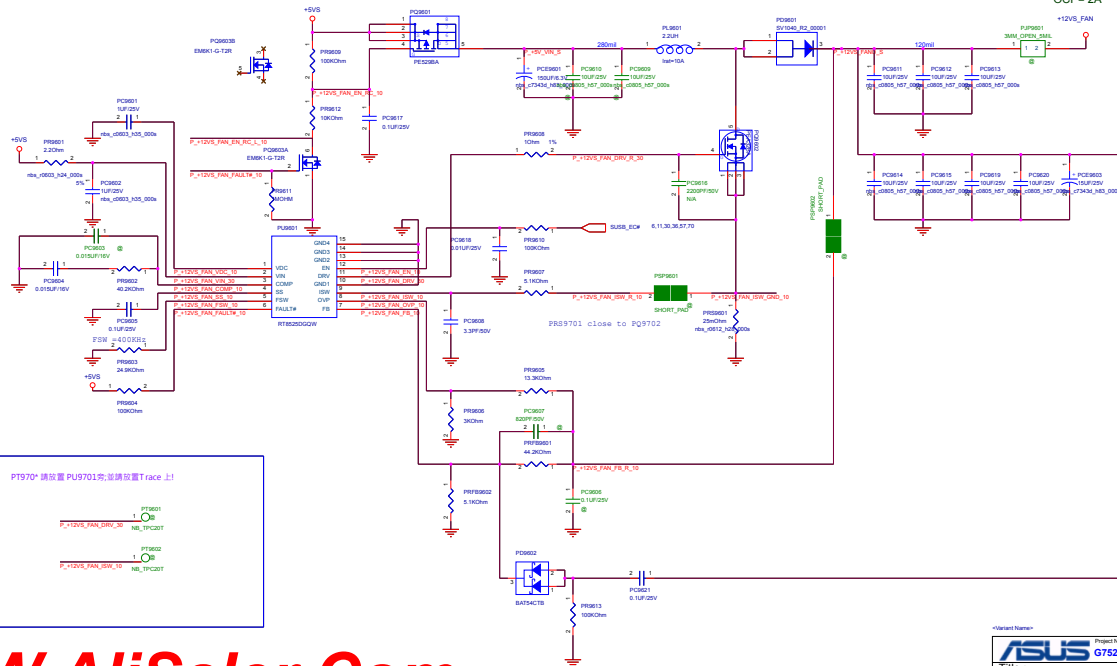 OCP= 2A
+5VS
PQ9601
PE529BA
PQ9603B
EM6K1-G-T2R
PR9609
100KOhm
P_+12VS_FAN_EN_RC_10
PR9612
10KOhm
PC9617
0.1UF/25V
P_+5V_VIN_S
280mil
PL9601
2.2UH
Irat=10A
PD9601
SV1040_R2_00001
120mil
PJP9601
3MM_OPEN_5MIL
+12VS_FAN
PCE9601
150UF/6.3V
PC9610
10UF/25V
PC9609
10UF/25V
nbs_c0805_h57_000s
PC9611
10UF/25V
PC9612
10UF/25V
PC9613
10UF/25V
nbs_c0805_h57_000s
PC9601
1UF/25V
nbs_c0603_h35_000s
+5VS
PR9601
2.2Ohm
nbs_r0603_h24_000s
5%
PC9602
1UF/25V
nbs_c0603_h35_000s
P_+12VS_FAN_EN_RC_L_10
P_+12VS_FAN_FAULT#_10
PQ9603A
EM6K1-G-T2R
PR9611
PR9608
1Ohm 1%
P_+12VS_FAN_DRV_R_30
PC9616
2200PF/50V
N/A
PC9614
10UF/25V
PC9615
10UF/25V
PC9619
10UF/25V
PC9620
10UF/25V
PCE9603
15UF/25V
PSP9602
SHORT_PAD
PC9603
0.015UF/16V
@
PC9604
0.015UF/16V
PR9602
40.2KOhm
PC9605
0.1UF/25V
FSW =400KHz
PR9603
24.9KOhm
+5VS
PR9604
100KOhm
P_+12VS_FAN_VDC_10
P_+12VS_FAN_VIN_30
P_+12VS_FAN_COMP_10
P_+12VS_FAN_SS_10
P_+12VS_FAN_FSW_10
P_+12VS_FAN_FAULT#_10
PU9601
VDC
VIN
COMP
SS
FSW
FAULT#
GND4
GND3
GND2
EN
DRV
GND1
ISW
OVP
FB
RT8525DGQW
P_+12VS_FAN_ISW_10
P_+12VS_FAN_OVP_10
P_+12VS_FAN_FB_10
PC9618
0.01UF/25V
PR9610
100KOhm
SUSB_EC#
6,11,30,36,57,70
PR9607
5.1KOhm
P_+12VS_FAN_ISW_R_10
PSP9601
SHORT_PAD
P_+12VS_FAN_ISW_GND_10
PC9608
3.3PF/50V
PRS9701 close to PQ9702
PRS9601
25mOhm
PR9605
13.3KOhm
PR9606
3KOhm
PC9607
820PF/50V
@
PRFB9601
44.2KOhm
P_+12VS_FAN_FB_R_10
PRFB9602
5.1KOhm
PC9606
0.1UF/25V
@
PT970* 請放置 PU9701旁;並請放置Trace 上!
PT9601
P_+12VS_FAN_DRV_30
NB_TPC20T
PT9602
P_+12VS_FAN_ISW_10
NB_TPC20T
PD9602
BAT54CTB
PR9613
100KOhm
PC9621
0.1UF/25V
<Variant Name>
ASUS
G752